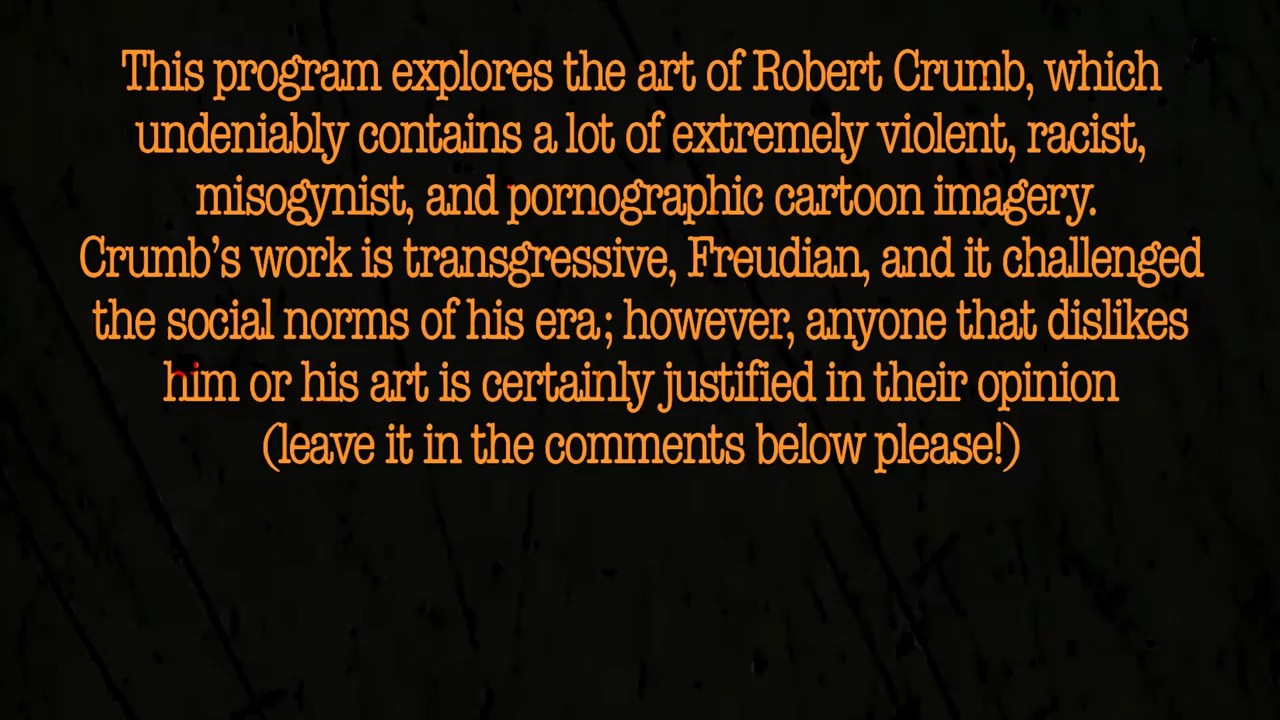 This program explores the art of Robert Crumb, which
undeniably contains a lot of extremely violent, racist,
misogynist, and pornographic cartoon imagery.
Crumb’s work is transgressive, Freudian, and it challenged
the social norms of his era; however, anyone that dislikes
him or his art is certainly justified in their opinion
(leave it in the comments below please!)